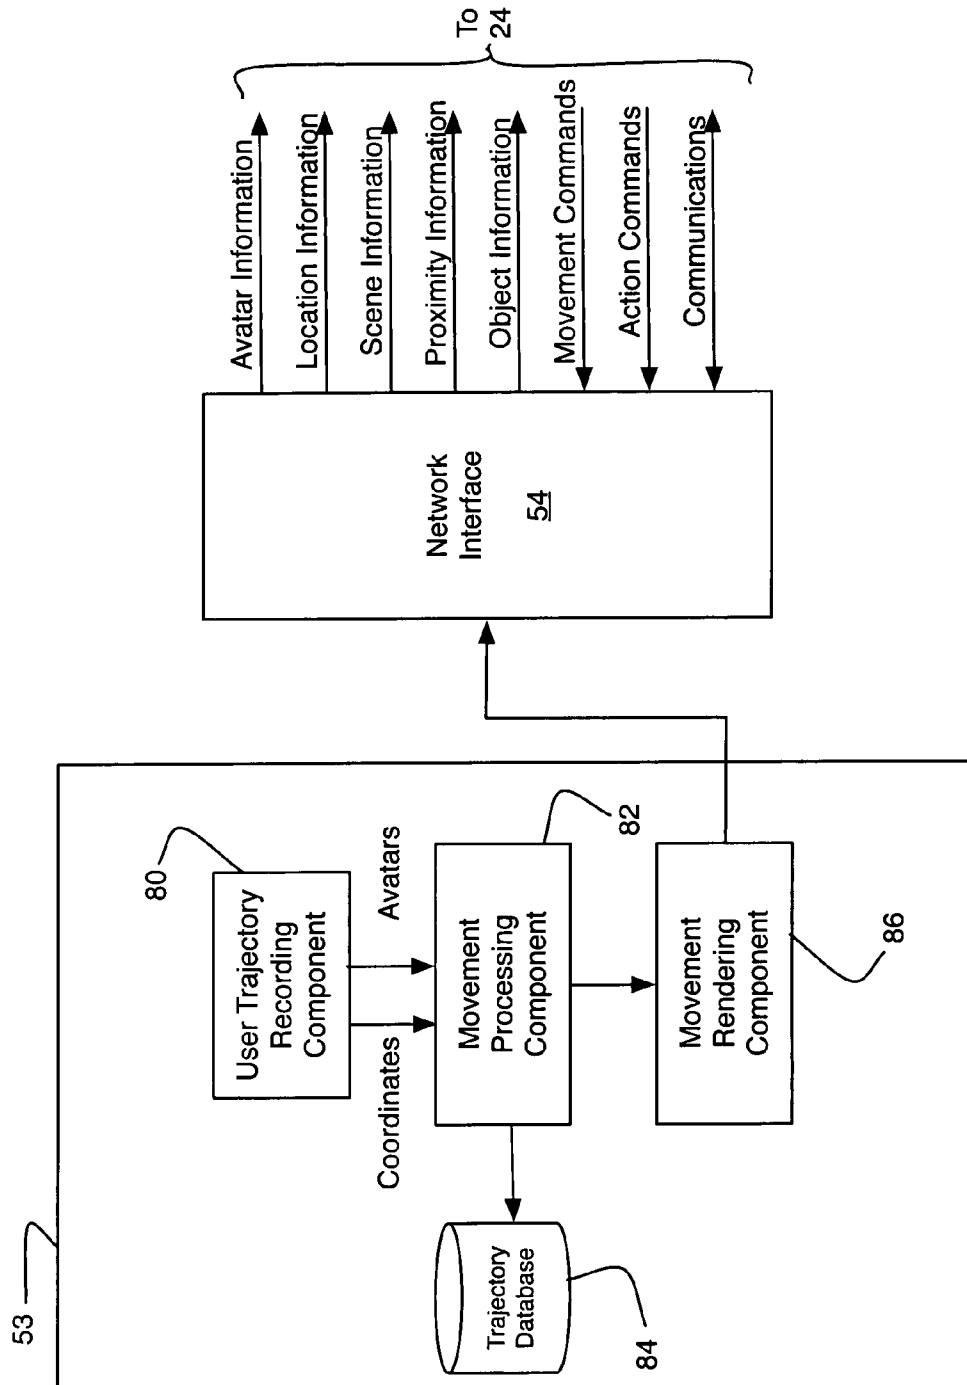 53
80
User Trajectory
Recording
Component
Coordinates
Avatars
82
Movement
Processing
Component
Trajectory
Database
84
Movement
Rendering
Component
86
Network
Interface
54
Avatar Information
Location Information
Scene Information
Proximity Information
Object Information
Movement Commands
Action Commands
Communications
To
24